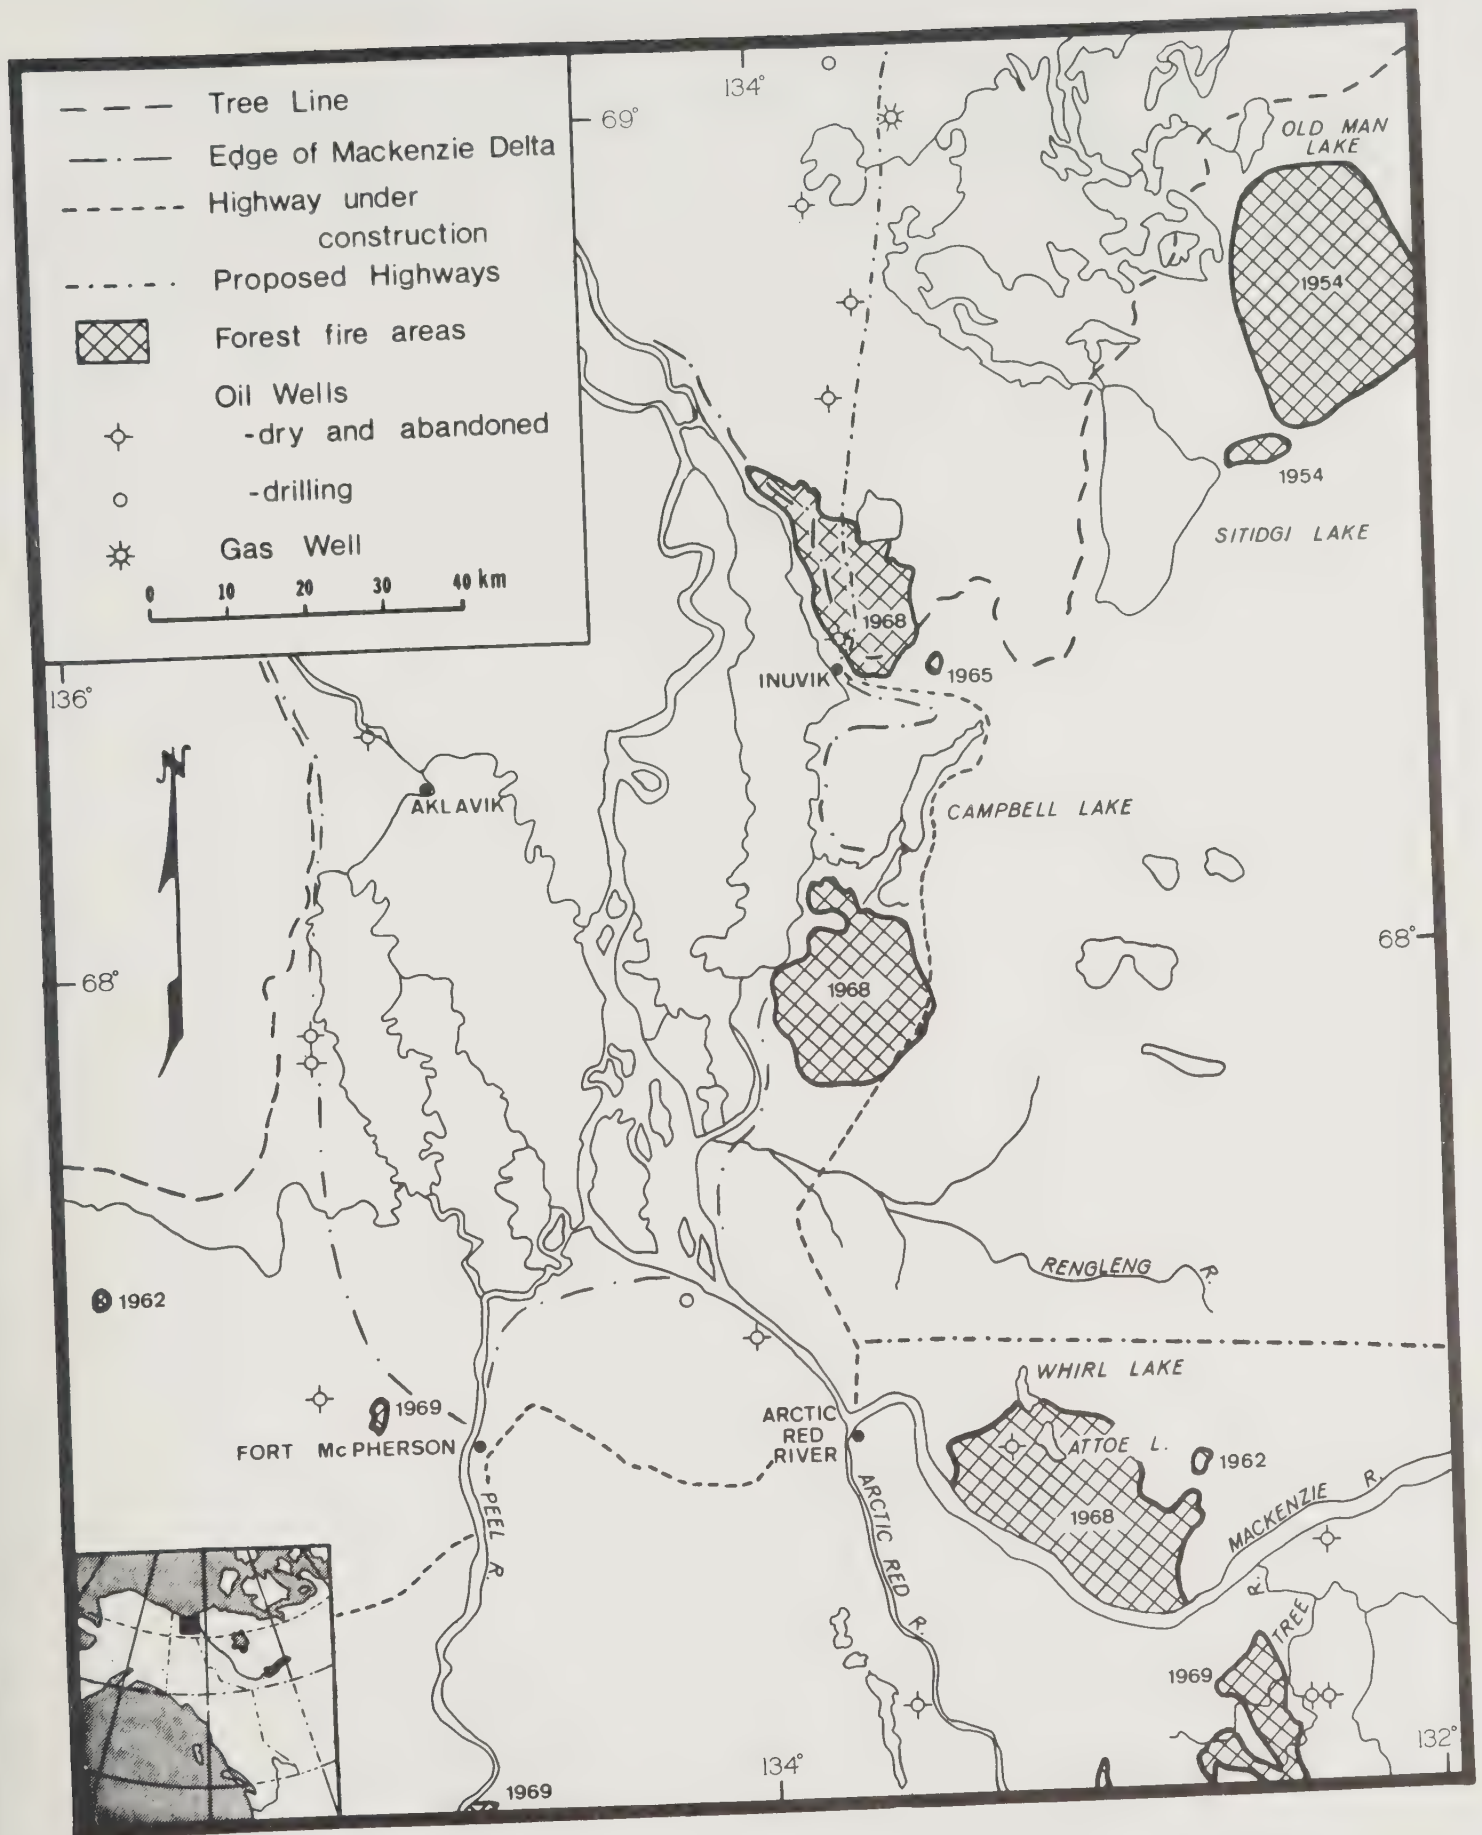 Tree Line
Edge of Mackenzie Delta
Highway under
construction
Proposed Highways
Forest fire areas
Oil Wells
-dry and abandoned
-drilling
Gas Well
0 10 20 30 40 km
134°
69°
OLD MAN
LAKE
1954
1954
SITIDGI LAKE
1968
INUVIK
1965
136°
N
AKLAVIK
CAMPBELL LAKE
68°
68°
1968
RENGLENG R.
1962
WHIRL LAKE
1969
ARCTIC
RED
RIVER
FORT McPHERSON
ATTOE L.
1962
PEEL R.
ARCTIC RED R.
1968
MACKENZIE R.
TREE R.
1969
134°
132°
1969